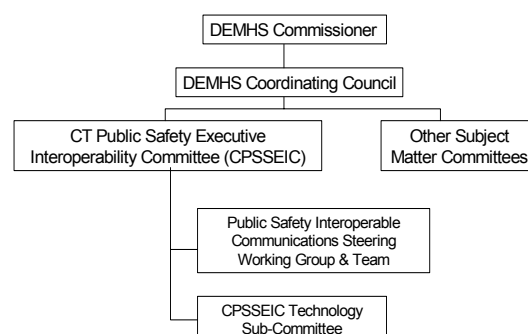 DEMHS Commissioner
DEMHS Coordinating Council
CT Public Safety Executive
Interoperability Committee (CPSSEIC)
Other Subject
Matter Committees
Public Safety Interoperable
Communications Steering
Working Group & Team
CPSSEIC Technology
Sub-Committee